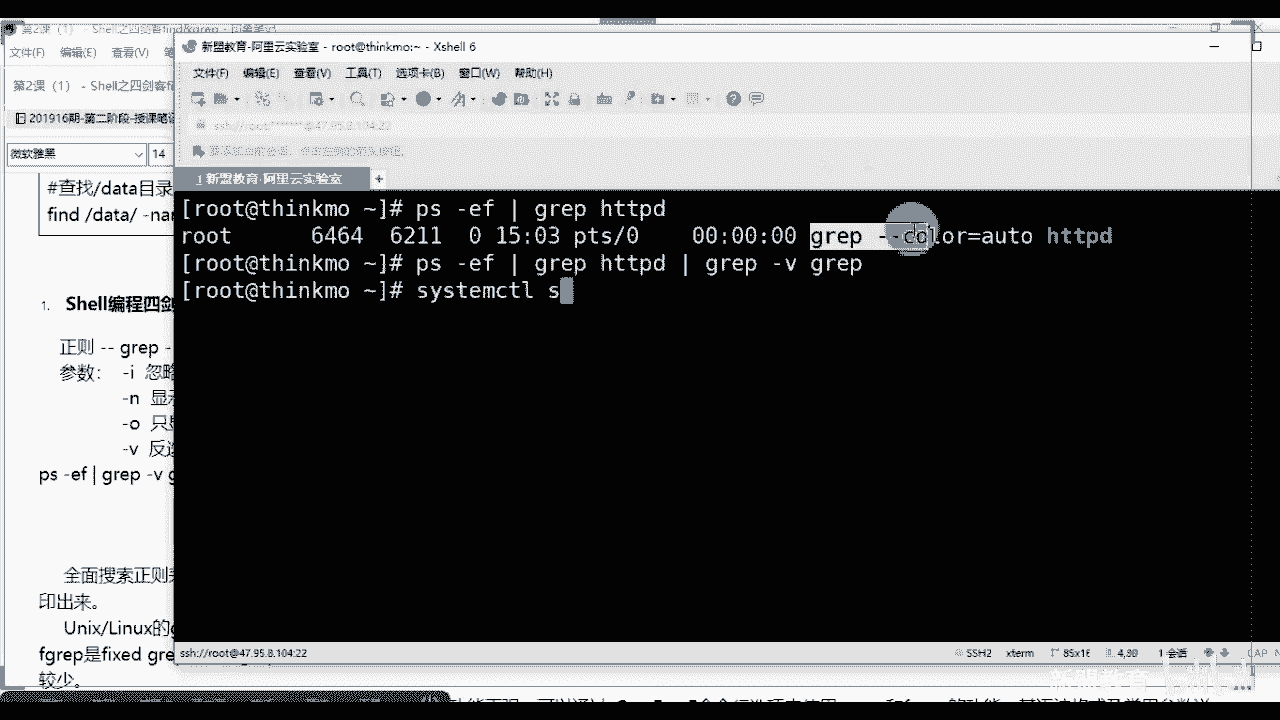 第2课（1） - Shell之四剑客find&grep - 印象笔记
文件(F) 编辑(E) 查看(V)
第2课（1） - Shell之四剑客f
201916期-第二阶段-授课笔
微软雅黑 14
#查找/data目录
find /data/ -nam
1. Shell编程四剑
正则 -- grep -
参数： -i 忽略
-n 显示
-o 只
-v 反
ps -ef | grep -v g
全面搜索正则
印出来。
Unix/Linux的g
fgrep是fixed gre
较少。
新盟教育-阿里云实验室 - root@thinkmo:~ - Xshell 6
文件(F) 编辑(E) 查看(V) 工具(T) 选项卡(B) 窗口(W) 帮助(H)
ssh://root:*******@47.95.8.104:22
1 新盟教育-阿里云实验室 +
[root@thinkmo ~]# ps -ef | grep httpd
root 6464 6211 0 15:03 pts/0 00:00:00 grep --color=auto httpd
[root@thinkmo ~]# ps -ef | grep httpd | grep -v grep
[root@thinkmo ~]# systemctl s
ssh://root@47.95.8.104:22 SSH2 xterm 85x16 4,30 1 会话 CAP
新盟教育